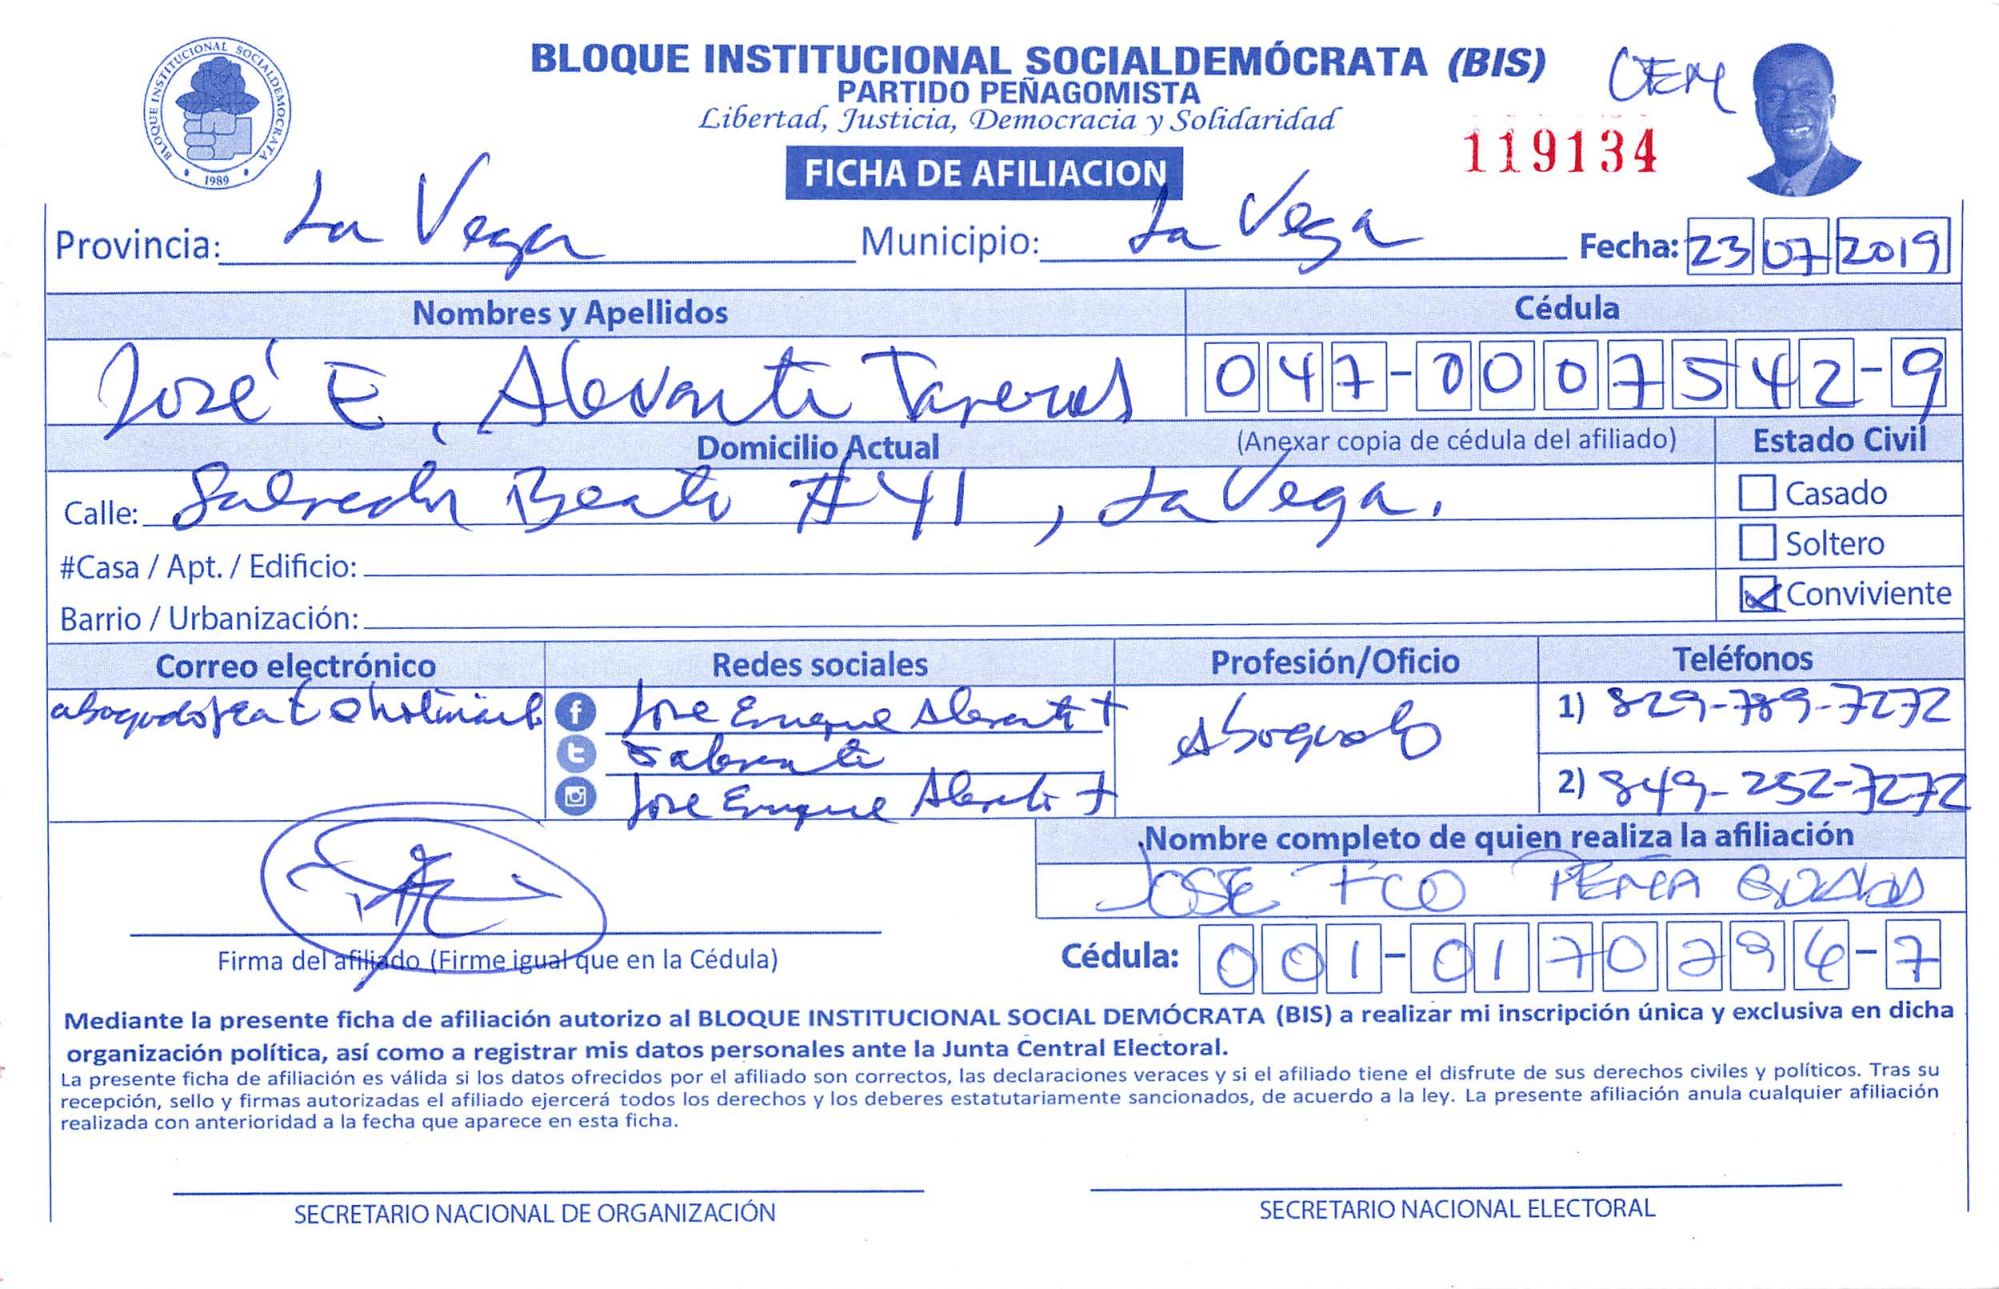 BLOQUE INSTITUCIONAL SOCIALDEMÓCRATA (BIS)
PARTIDO PEÑAGOMISTA
Libertad, Justicia, Democracia y Solidaridad
BLOQUE INSTITUCIONAL SOCIALDEMOCRATA
1989
119134
FICHA DE AFILIACION
Provincia: La Vega Municipio: La Vega Fecha: 23 07 2019
Nombres y Apellidos Cédula
José E. Alevante Taveras 047-0007542-9
Domicilio Actual (Anexar copia de cédula del afiliado) Estado Civil
Calle: Salvador Beato #41, La Vega.
Casado
#Casa / Apt. / Edificio: Soltero
Barrio / Urbanización: Conviviente
Correo electrónico Redes sociales Profesión/Oficio Teléfonos
Jose Enrique Alevante T Abogado 1) 829-789-7272
Jose Enrique Alevante T 2) 849-252-7272
Nombre completo de quien realiza la afiliación
JOSE FCO PEÑA
Firma del afiliado (Firme igual que en la Cédula) Cédula: 001-0170296-7
Mediante la presente ficha de afiliación autorizo al BLOQUE INSTITUCIONAL SOCIAL DEMÓCRATA (BIS) a realizar mi inscripción única y exclusiva en dicha
organización política, así como a registrar mis datos personales ante la Junta Central Electoral.
La presente ficha de afiliación es válida si los datos ofrecidos por el afiliado son correctos, las declaraciones veraces y si el afiliado tiene el disfrute de sus derechos civiles y políticos. Tras su
recepción, sello y firmas autorizadas el afiliado ejercerá todos los derechos y los deberes estatutariamente sancionados, de acuerdo a la ley. La presente afiliación anula cualquier afiliación
realizada con anterioridad a la fecha que aparece en esta ficha.
SECRETARIO NACIONAL DE ORGANIZACIÓN SECRETARIO NACIONAL ELECTORAL